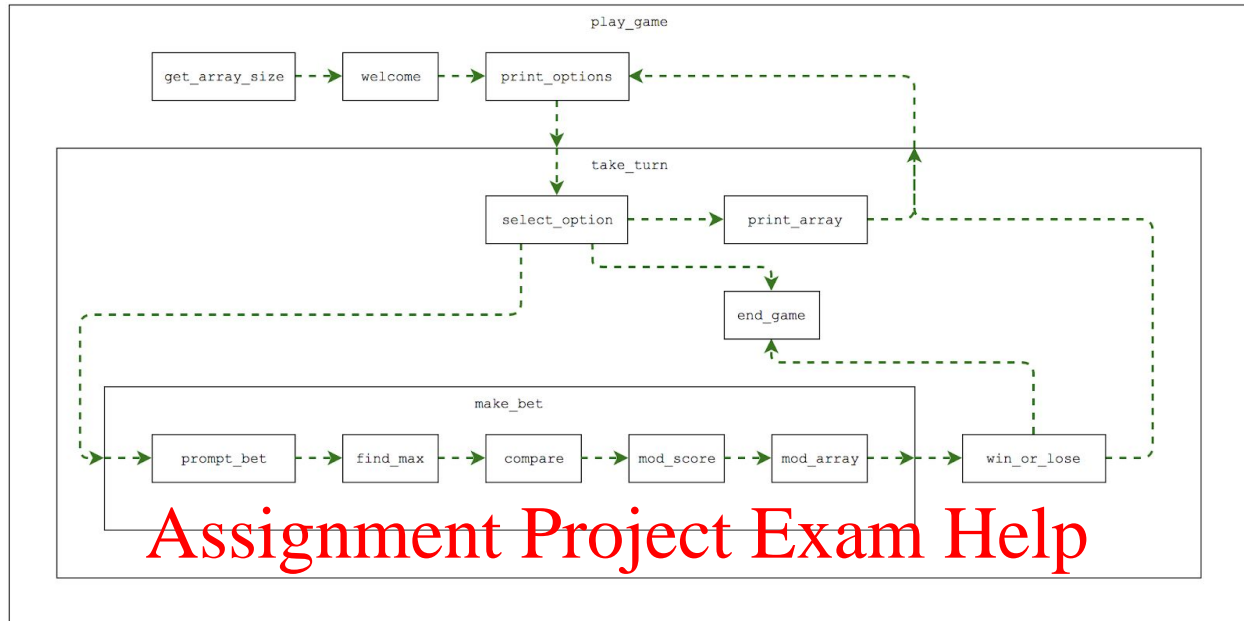 play_game
get_array_size
welcome
print_options
take_turn
select_option
print_array
end_game
make_bet
prompt_bet
find_max
compare
mod_score
mod_array
win_or_lose
Assignment Project Exam Help